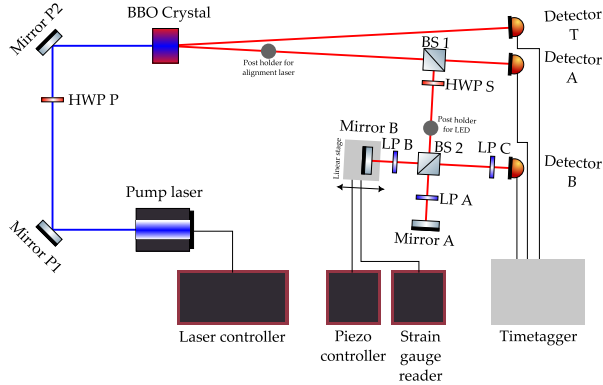 BBO Crystal
Detector
T
Mirror P2
BS 1
Detector
A
Post holder for
alignment laser
HWP P
HWP S
Post holder
for LED
Mirror B
LP B
BS 2
LP C
Linear stage
Detector
B
Pump laser
LP A
Mirror P1
Mirror A
Laser controller
Piezo
controller
Strain
gauge
reader
Timetagger